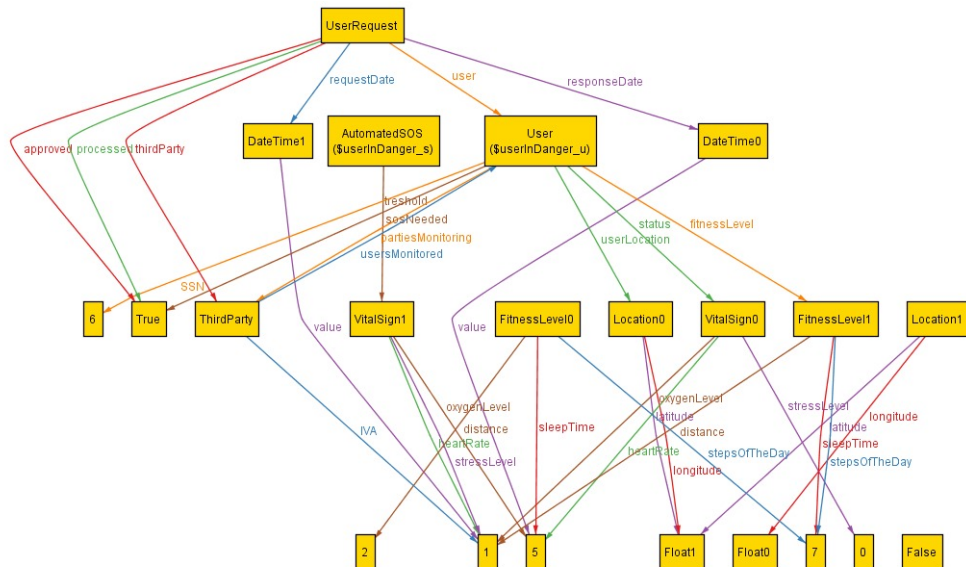 UserRequest
user
requestDate
responseDate
DateTime1
AutomatedSOS
($userInDanger_s)
User
($userInDanger_u)
DateTime0
approved
processed
thirdParty
treshold
sosNeeded
partiesMonitoring
usersMonitored
status
userLocation
fitnessLevel
SSN
6
True
ThirdParty
VitalSign1
FitnessLevel0
Location0
VitalSign0
FitnessLevel1
Location1
value
value
IVA
oxygenLevel
distance
heartRate
stressLevel
sleepTime
stepsOfTheDay
oxygenLevel
latitude
distance
heartRate
longitude
stressLevel
latitude
longitude
sleepTime
stepsOfTheDay
2
1
5
Float1
Float0
7
0
False